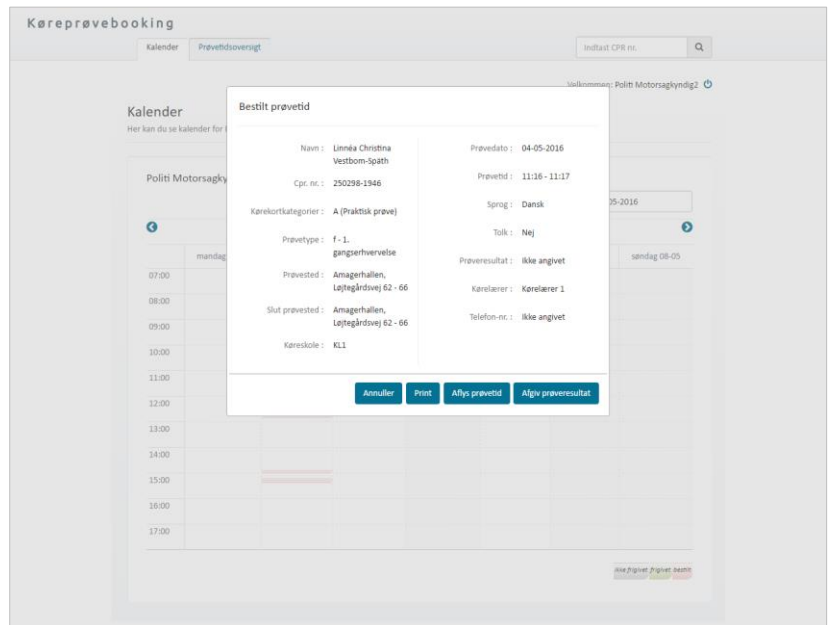 Køreprøvebooking
Kalender Prøvetidsoversigt
Indtast CPR nr.
Velkommen: Politi Motorsagkyndig2
Kalender
Her kan du se kalender for
Politi Motorsagky
05-2016
mandag
søndag 08-05
07:00
08:00
09:00
10:00
11:00
12:00
13:00
14:00
15:00
16:00
17:00
ikke frigivet frigivet bestilt
Bestilt prøvetid
Navn : Linnéa Christina
Vestbom-Späth
Cpr. nr. : 250298-1946
Kørekortkategorier : A (Praktisk prøve)
Prøvetype : f - 1.
gangserhvervelse
Prøvested : Amagerhallen,
Løjtegårdsvej 62 - 66
Slut prøvested : Amagerhallen,
Løjtegårdsvej 62 - 66
Køreskole : KL1
Prøvedato : 04-05-2016
Prøvetid : 11:16 - 11:17
Sprog : Dansk
Tolk : Nej
Prøveresultat : Ikke angivet
Kørelærer : Kørelærer 1
Telefon-nr. : Ikke angivet
Annuller Print Aflys prøvetid Afgiv prøveresultat